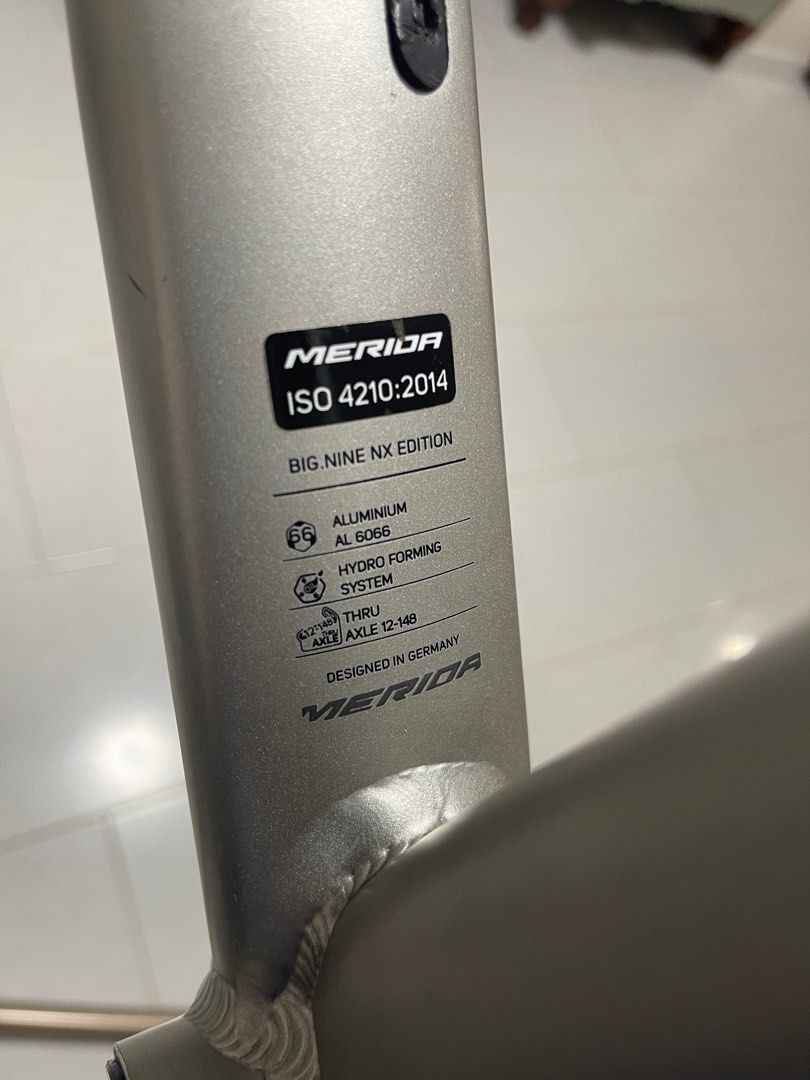 MERIDA
ISO 4210:2014
BIG.NINE NX EDITION
66
ALUMINIUM
AL 6066
HYDRO FORMING
SYSTEM
12-148
THRU
AXLE
THRU
AXLE 12-148
DESIGNED IN GERMANY
MERIDA